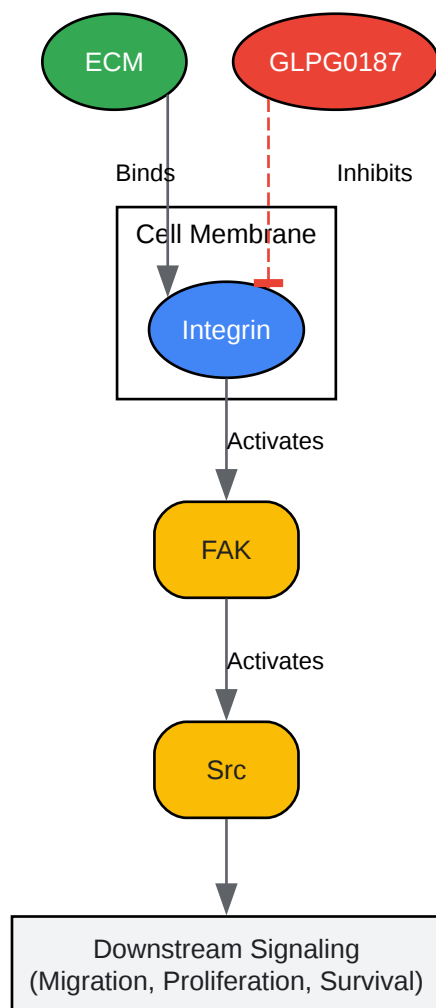 ECM
GLPG0187
Binds
Inhibits
Cell Membrane
Integrin
Activates
FAK
Activates
Src
Downstream Signaling
(Migration, Proliferation, Survival)